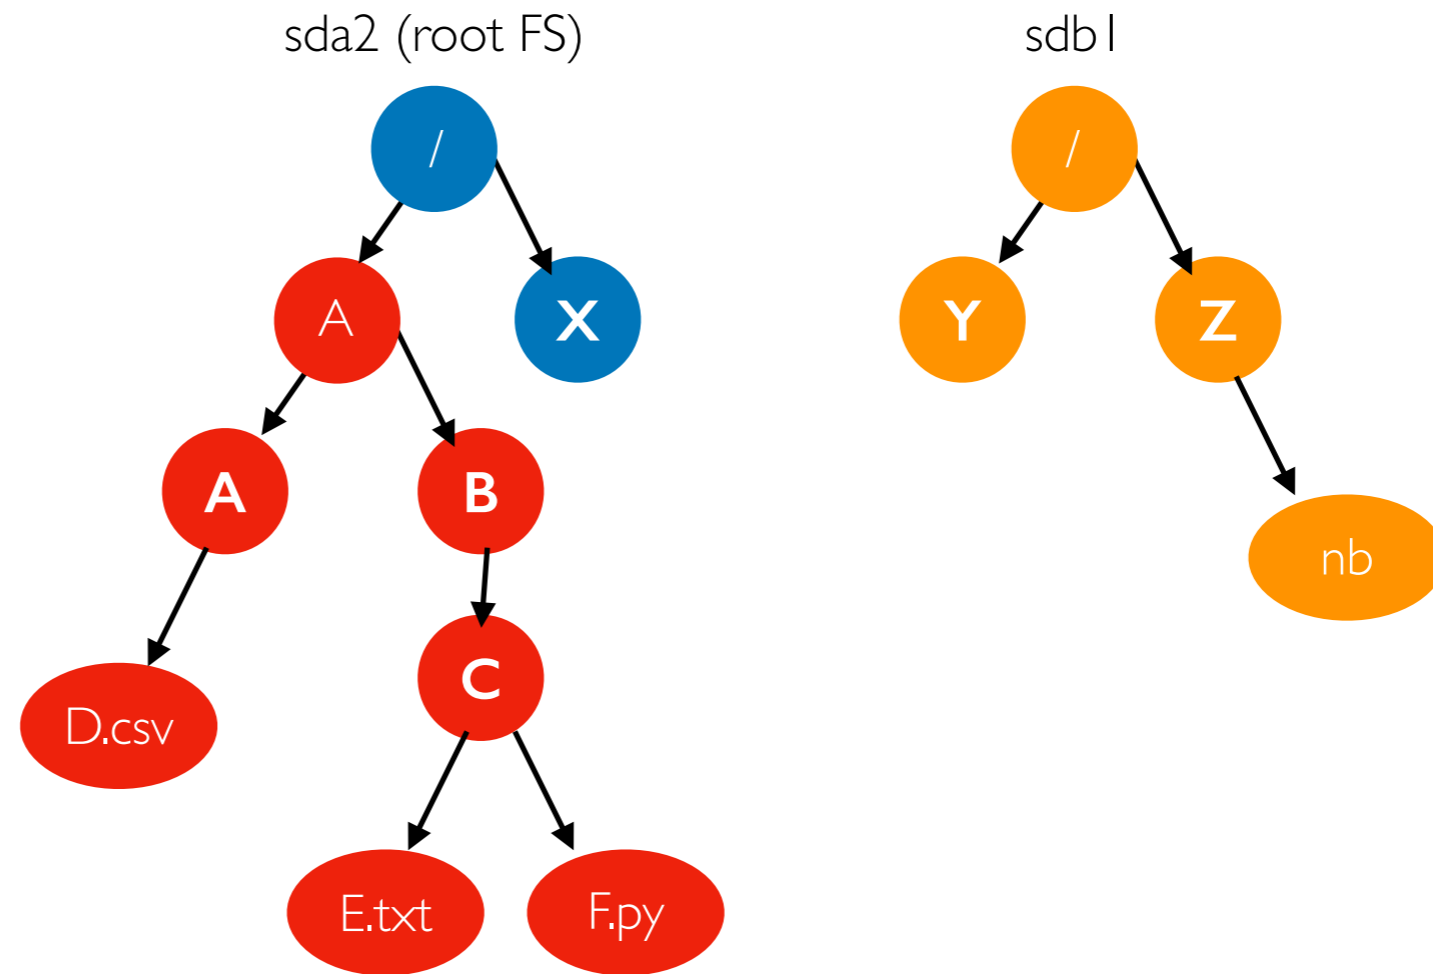 sda2 (root FS)
sdb1
/
/
A
X
Y
Z
A
B
nb
C
D.csv
E.txt
F.py